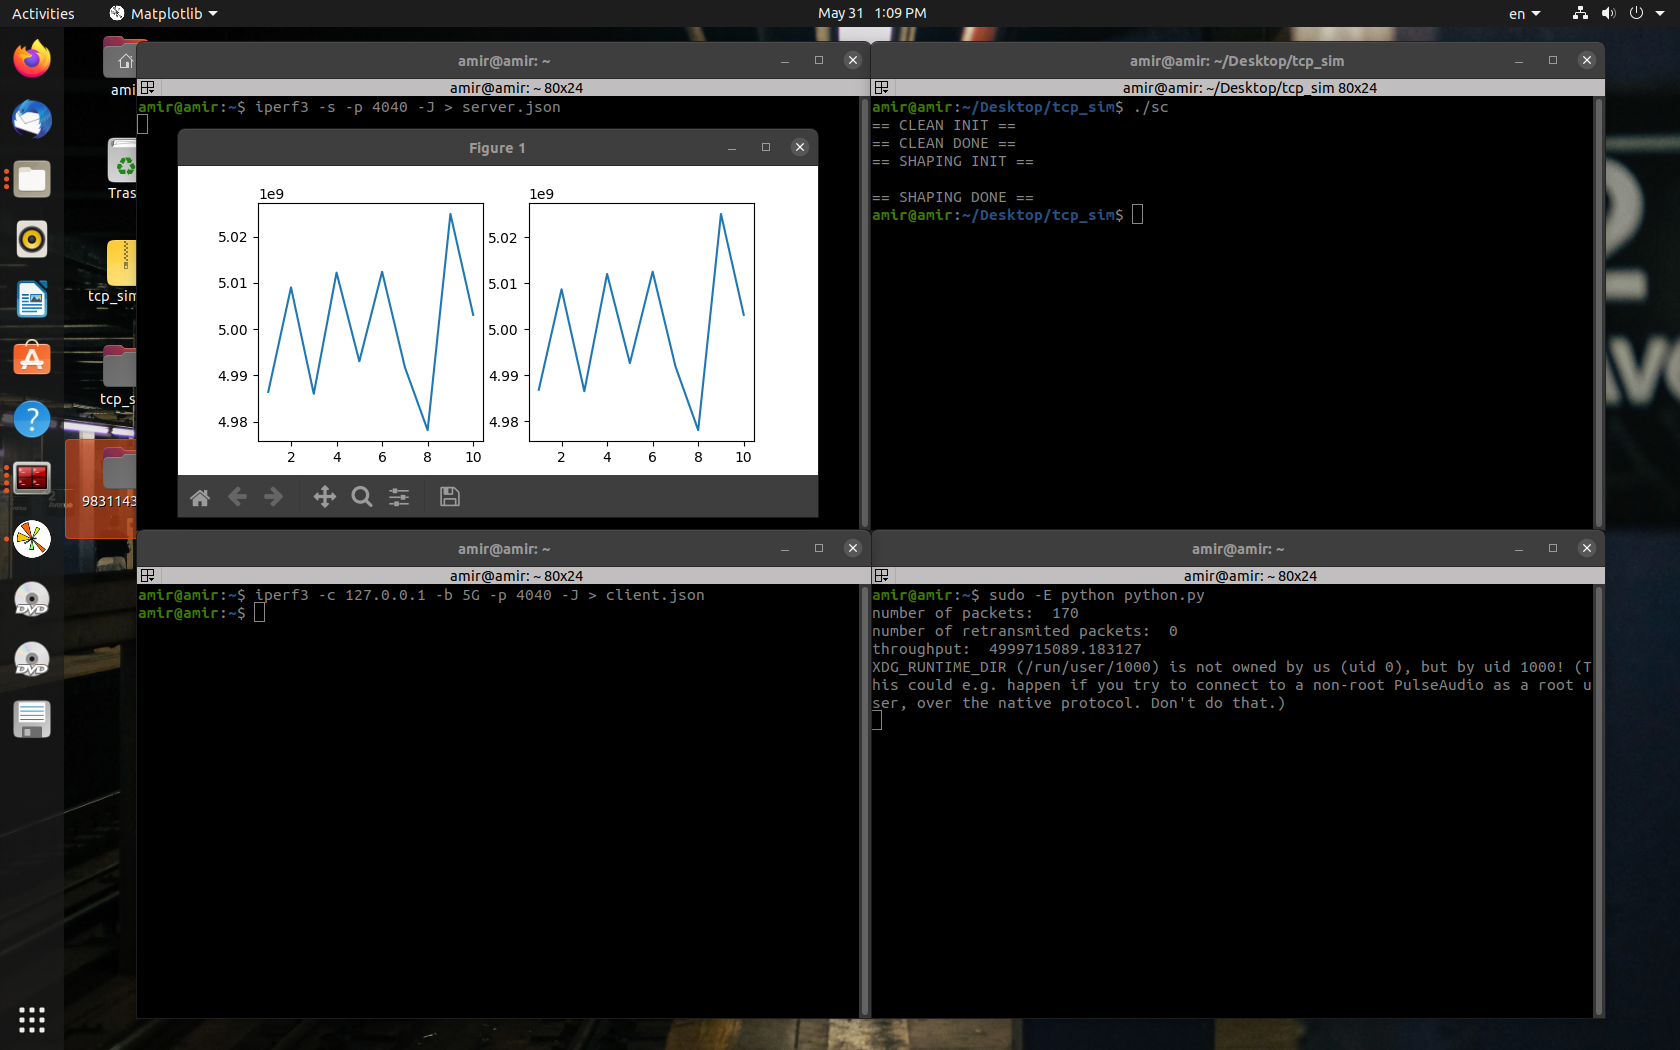 Activities
Matplotlib
May 31 1:09 PM
en
amir@amir: ~
amir@amir: ~ 80x24
amir@amir:~$ iperf3 -s -p 4040 -J > server.json
Figure 1
1e9
5.02
5.01
5.00
4.99
4.98
2 4 6 8 10
1e9
5.02
5.01
5.00
4.99
4.98
2 4 6 8 10
amir@amir: ~/Desktop/tcp_sim
amir@amir: ~/Desktop/tcp_sim 80x24
amir@amir:~/Desktop/tcp_sim$ ./sc
== CLEAN INIT ==
== CLEAN DONE ==
== SHAPING INIT ==
== SHAPING DONE ==
amir@amir:~/Desktop/tcp_sim$
ami
Tras
tcp_sim
tcp_s
9831143
amir@amir: ~
amir@amir: ~ 80x24
amir@amir:~$ iperf3 -c 127.0.0.1 -b 5G -p 4040 -J > client.json
amir@amir:~$
amir@amir: ~
amir@amir: ~ 80x24
amir@amir:~$ sudo -E python python.py
number of packets:  170
number of retransmited packets:  0
throughput:  4999715089.183127
XDG_RUNTIME_DIR (/run/user/1000) is not owned by us (uid 0), but by uid 1000! (T
his could e.g. happen if you try to connect to a non-root PulseAudio as a root u
ser, over the native protocol. Don't do that.)
DVD
DVD